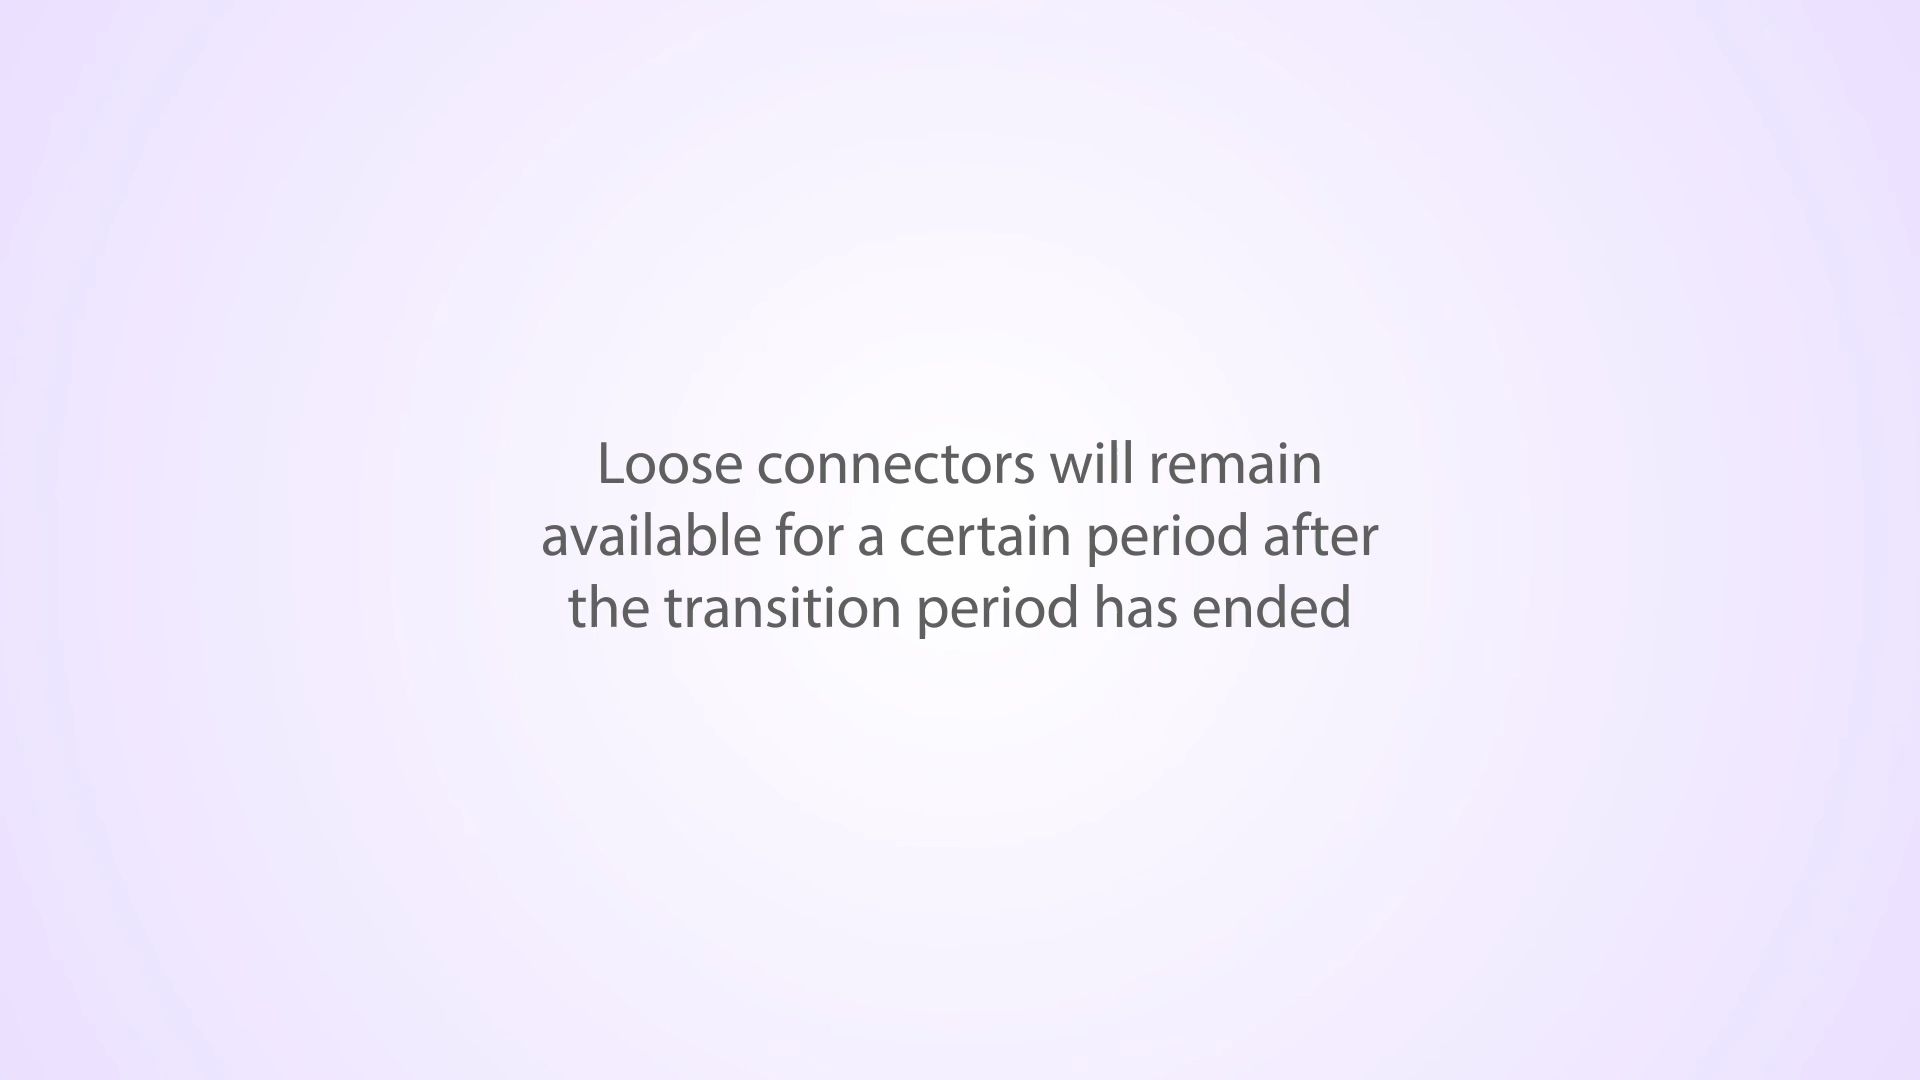 Loose connectors will remain
available for a certain period after
the transition period has ended